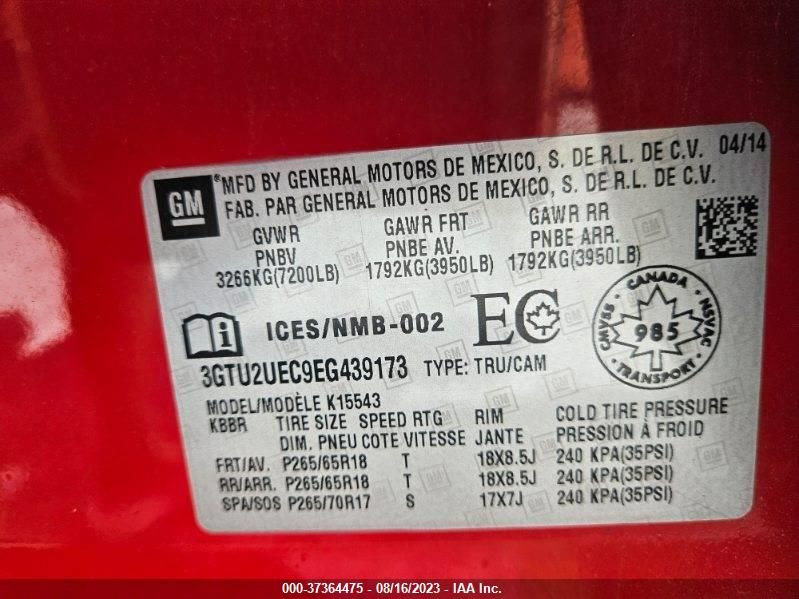 GM
®MFD BY GENERAL MOTORS DE MEXICO, S. DE R.L. DE C.V. 04/14
FAB. PAR GENERAL MOTORS DE MEXICO, S. DE R.L. DE C.V.
GVWR GAWR FRT GAWR RR
PNBV PNBE AV. PNBE ARR.
3266KG(7200LB) 1792KG(3950LB) 1792KG(3950LB)
i ICES/NMB-002 EC
CANADA
CMVSS 985 NSVAC
TRANSPORT
3GTU2UEC9EG439173 TYPE: TRU/CAM
MODEL/MODÈLE K15543
KBBR TIRE SIZE SPEED RTG RIM COLD TIRE PRESSURE
DIM. PNEU COTE VITESSE JANTE PRESSION À FROID
FRT/AV. P265/65R18 T 18X8.5J 240 KPA(35PSI)
RR/ARR. P265/65R18 T 18X8.5J 240 KPA(35PSI)
SPA/SOS P265/70R17 S 17X7J 240 KPA(35PSI)
000-37364475 - 08/16/2023 - IAA Inc.